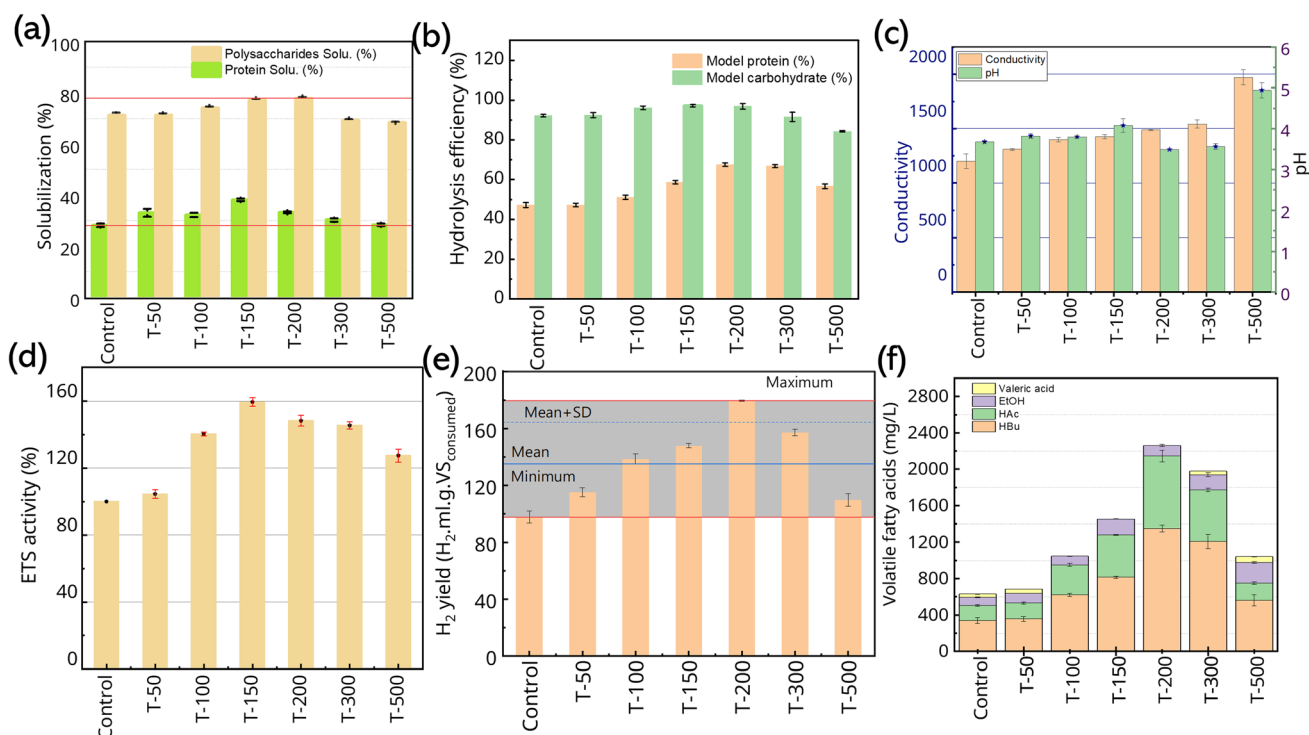 (a)
100
80
60
40
20
0
Solubilization (%)
Polysaccharides Solu. (%)
Protein Solu. (%)
Control
T-50
T-100
T-150
T-200
T-300
T-500
(b)
120
100
80
60
40
20
0
Hydrolysis efficiency (%)
Model protein (%)
Model carbohydrate (%)
Control
T-50
T-100
T-150
T-200
T-300
T-500
(c)
2000
1500
1000
500
0
Conductivity
Conductivity
pH
6
5
4
3
2
1
0
pH
Control
T-50
T-100
T-150
T-200
T-300
T-500
(d)
160
120
80
40
0
ETS activity (%)
Control
T-50
T-100
T-150
T-200
T-300
T-500
(e)
200
160
120
80
40
0
H₂ yield (H₂.ml.g.VSconsumed)
Maximum
Mean+SD
Mean
Minimum
Control
T-50
T-100
T-150
T-200
T-300
T-500
(f)
2800
2400
2000
1600
1200
800
400
0
Volatile fatty acids (mg/L)
Valeric acid
EtOH
HAc
HBu
Control
T-50
T-100
T-150
T-200
T-300
T-500